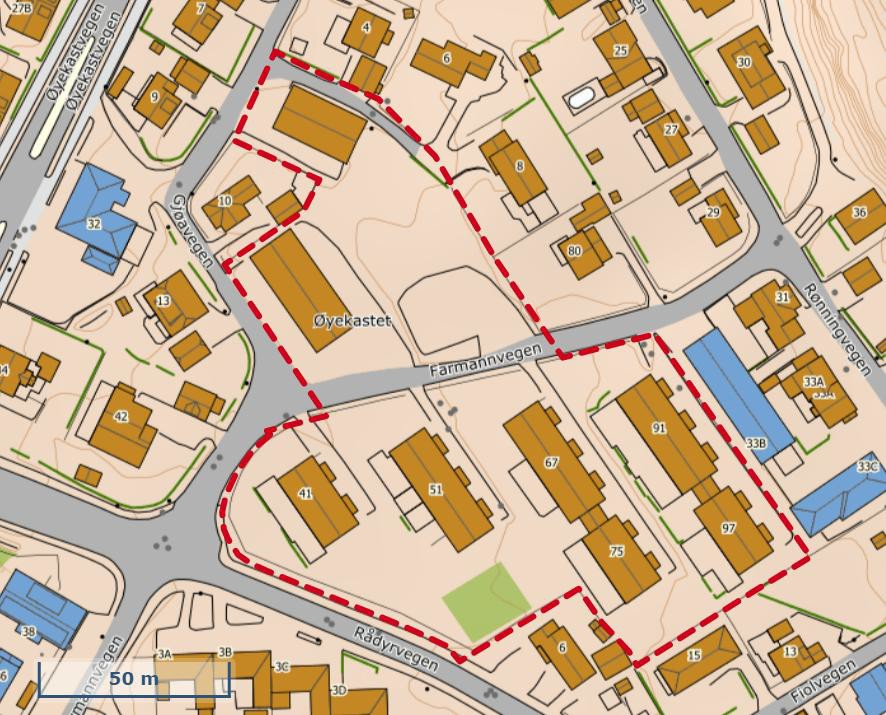 27B
7
4
6
25
30
Øyekastvegen
Øyekastvegen
9
27
8
10
32
29
36
Gjøavegen
80
13
31
Rønningvegen
Øyekastet
Farmannvegen
33A
42
91
33B
67
51
41
33C
97
75
38
Rådyrvegen
6
15
13
3A
3B
3C
3D
50 m
Fiolvegen